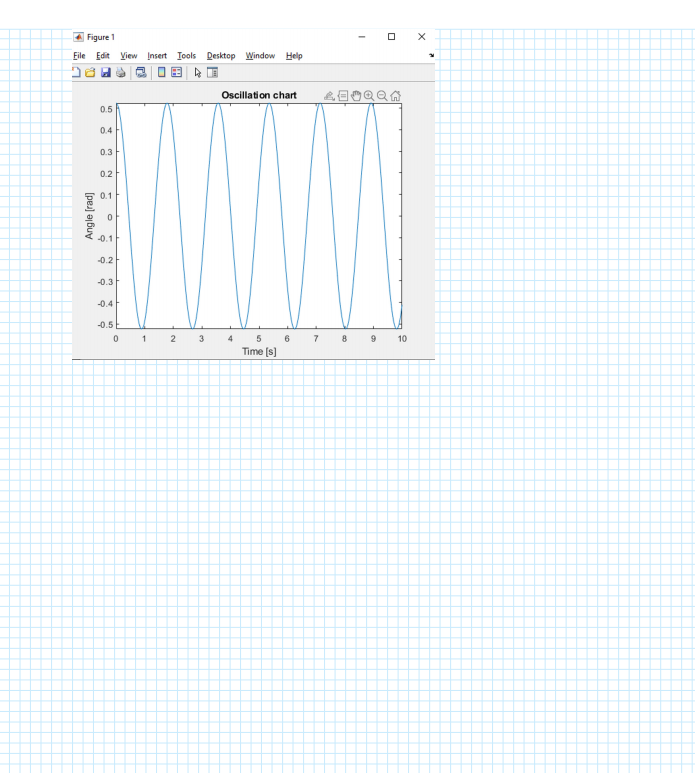 Figure 1
File Edit View Insert Tools Desktop Window Help
Oscillation chart
0.5
0.4
0.3
0.2
0.1
0
-0.1
-0.2
-0.3
-0.4
-0.5
Angle [rad]
0 1 2 3 4 5 6 7 8 9 10
Time [s]